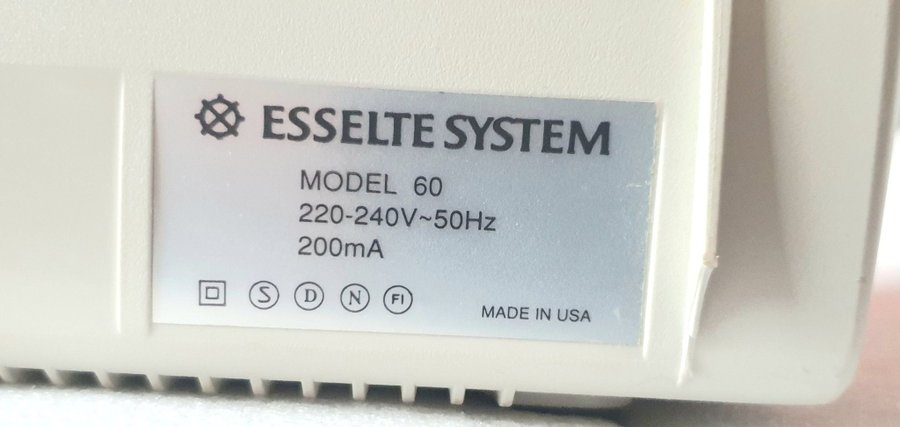 ESSELTE SYSTEM
MODEL 60
220-240V~50Hz
200mA
S D N FI
MADE IN USA